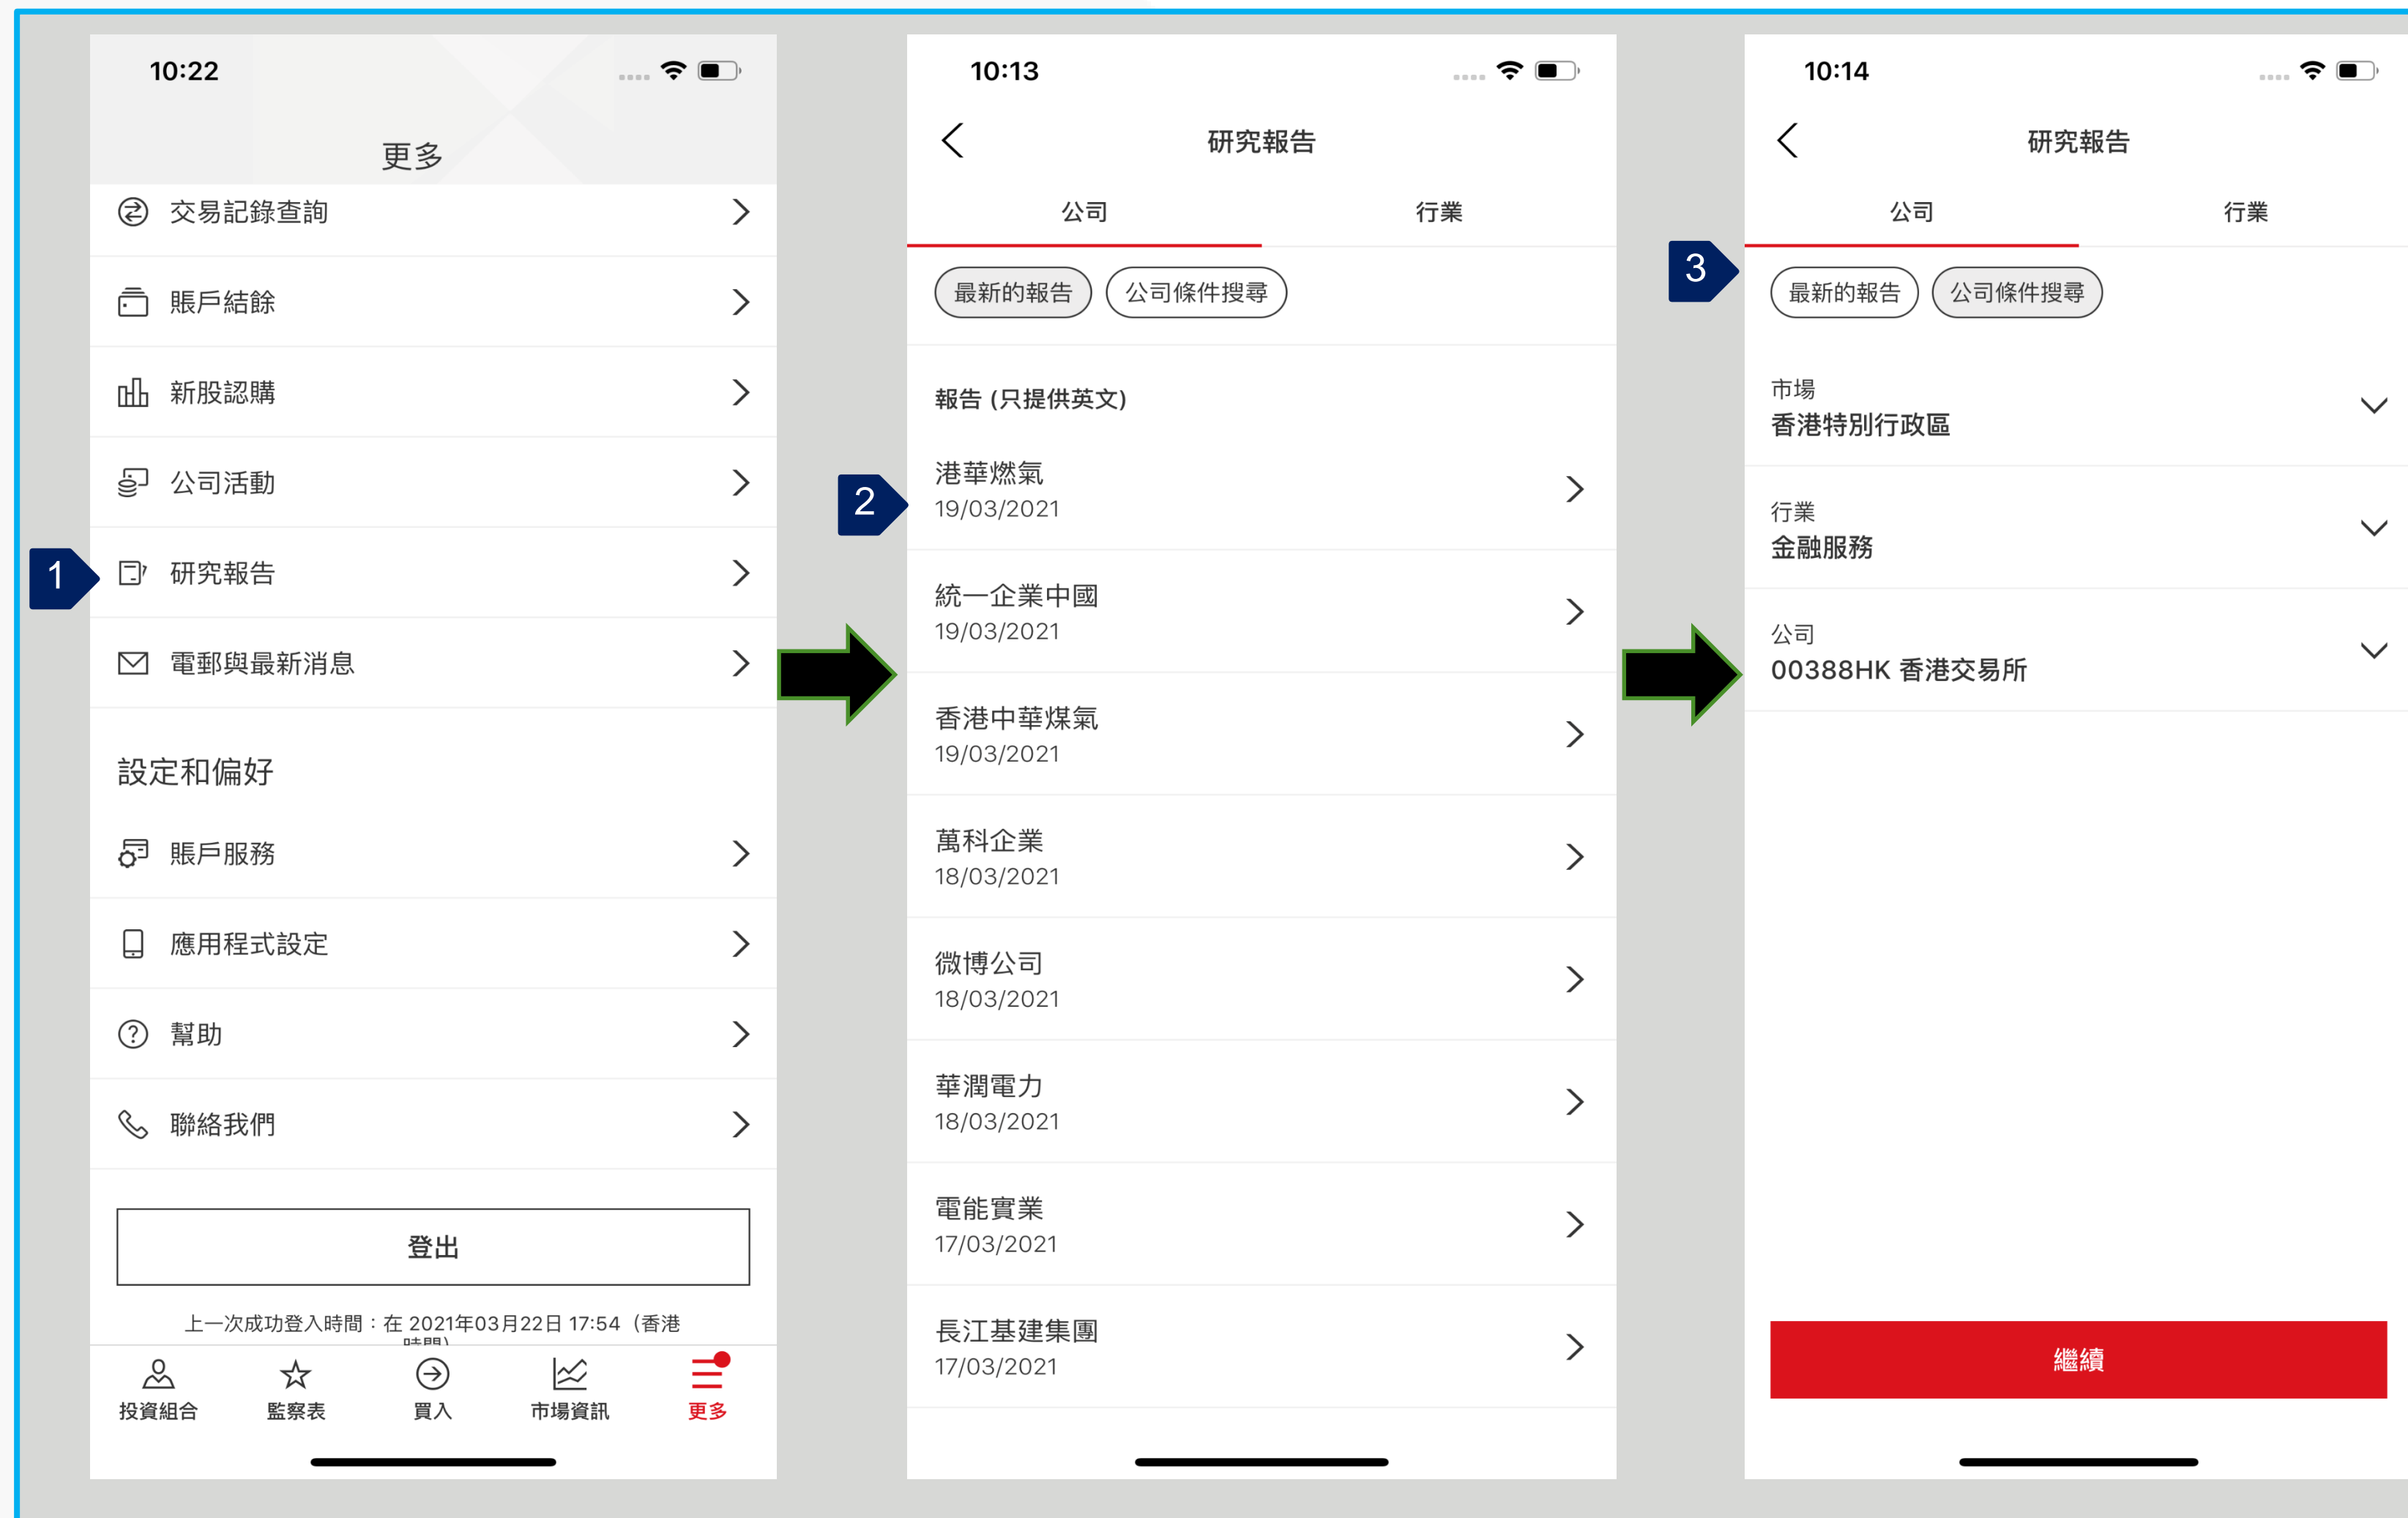 10:22
更多
交易記錄查詢
賬戶結餘
新股認購
公司活動
1
研究報告
電郵與最新消息
設定和偏好
賬戶服務
應用程式設定
幫助
聯絡我們
登出
上一次成功登入時間：在 2021年03月22日 17:54（香港
時間）
投資組合 監察表 買入 市場資訊 更多
10:13
研究報告
公司 行業
最新的報告 公司條件搜尋
報告 (只提供英文)
2
港華燃氣
19/03/2021
統一企業中國
19/03/2021
香港中華煤氣
19/03/2021
萬科企業
18/03/2021
微博公司
18/03/2021
華潤電力
18/03/2021
電能實業
17/03/2021
長江基建集團
17/03/2021
10:14
研究報告
公司 行業
3
最新的報告 公司條件搜尋
市場
香港特別行政區
行業
金融服務
公司
00388HK 香港交易所
繼續